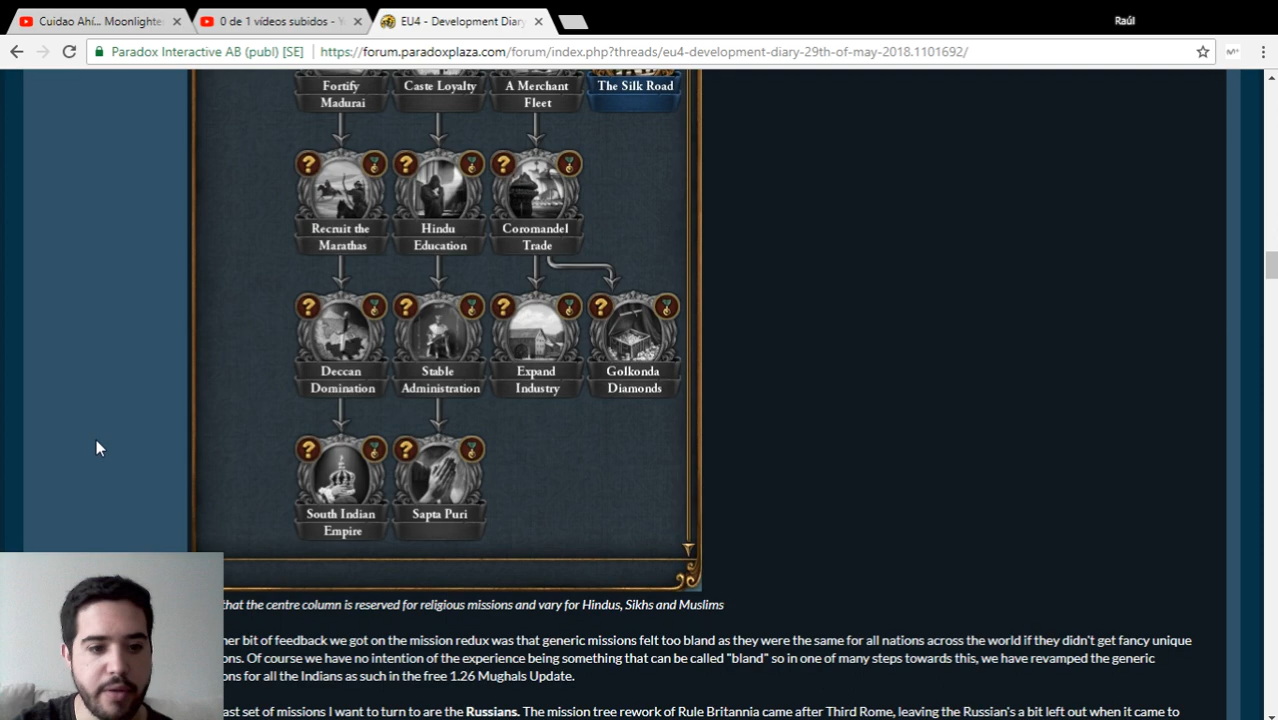 Cuidao Ahí... Moonlighter
0 de 1 vídeos subidos - Y
EU4 - Development Diary
Raúl
Paradox Interactive AB (publ) [SE]
https://forum.paradoxplaza.com/forum/index.php?threads/eu4-development-diary-29th-of-may-2018.1101692/
Fortify Madurai
Caste Loyalty
A Merchant Fleet
The Silk Road
Recruit the Marathas
Hindu Education
Coromandel Trade
Deccan Domination
Stable Administration
Expand Industry
Golkonda Diamonds
South Indian Empire
Sapta Puri
that the centre column is reserved for religious missions and vary for Hindus, Sikhs and Muslims
her bit of feedback we got on the mission redux was that generic missions felt too bland as they were the same for all nations across the world if they didn't get fancy unique
ons. Of course we have no intention of the experience being something that can be called "bland" so in one of many steps towards this, we have revamped the generic
ons for all the Indians as such in the free 1.26 Mughals Update.
ast set of missions I want to turn to are the Russians. The mission tree rework of Rule Britannia came after Third Rome, leaving the Russian's a bit left out when it came to